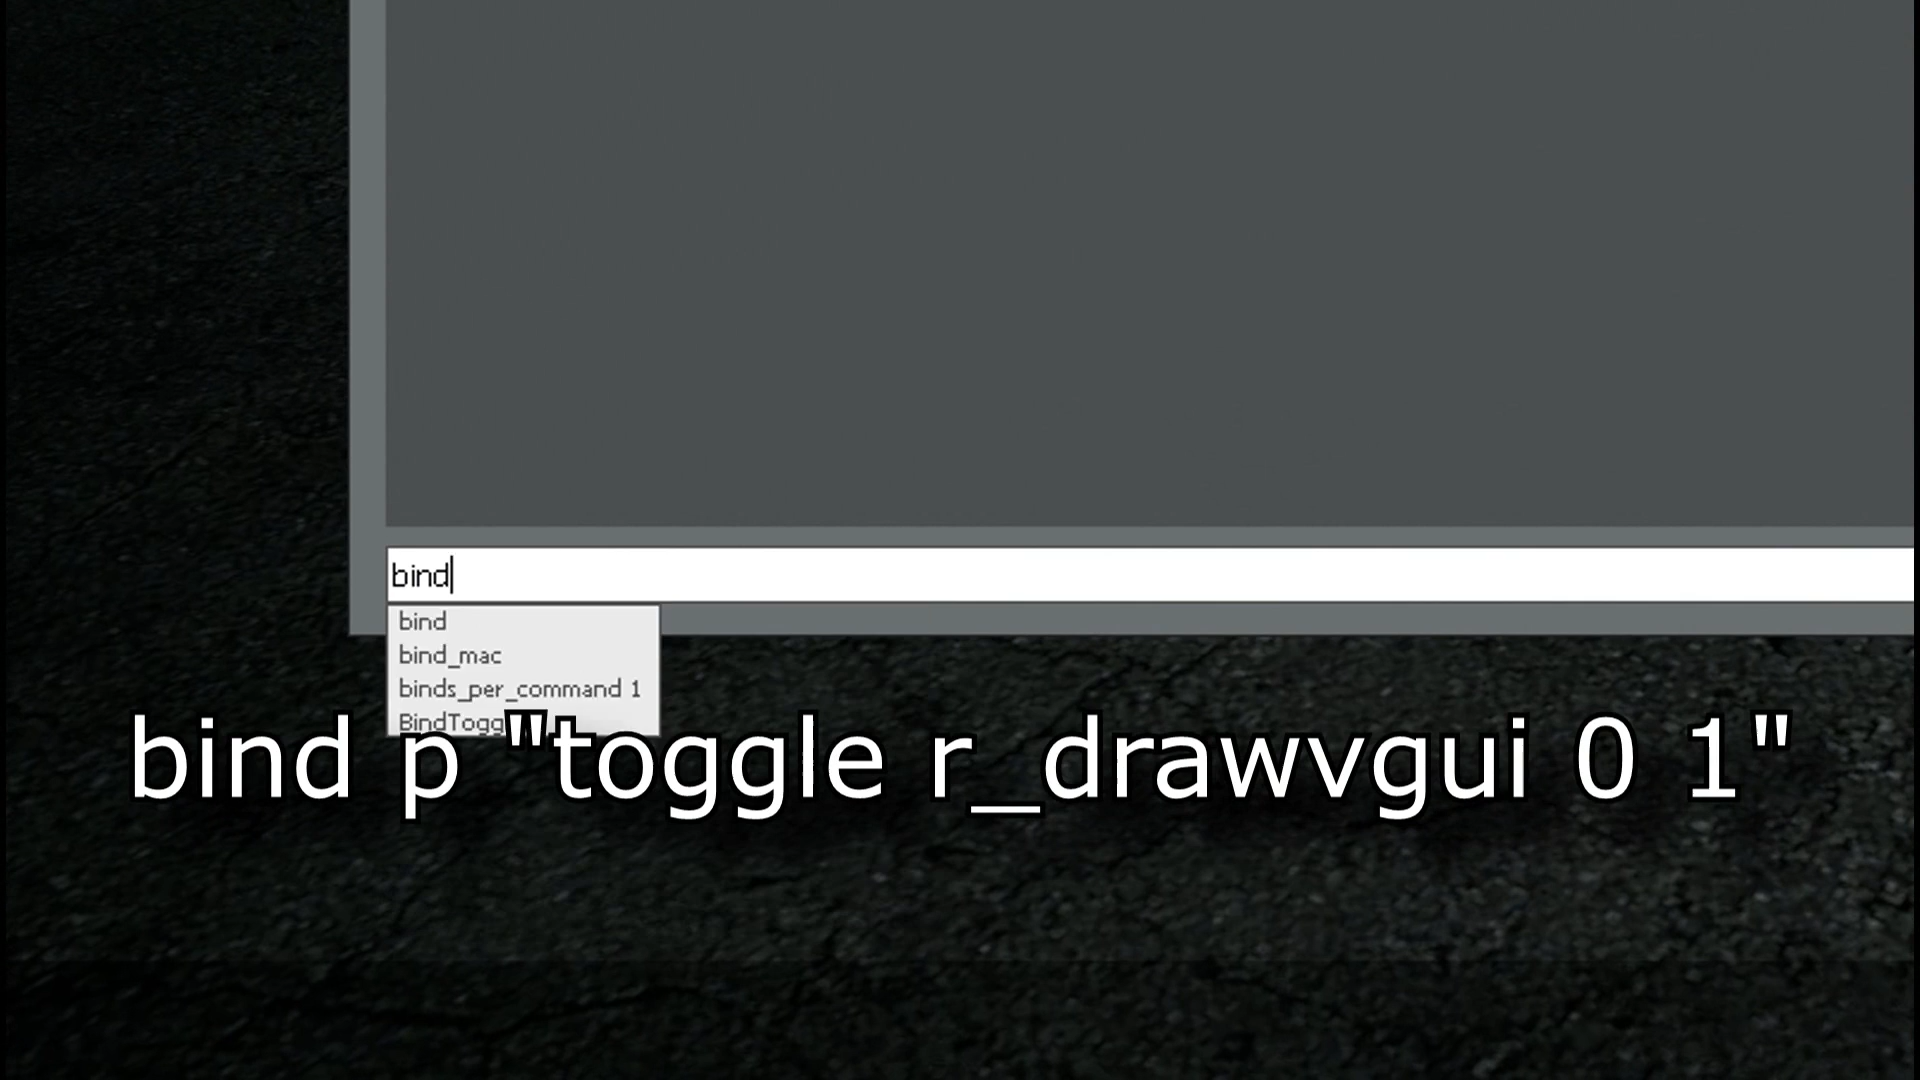 bind
bind
bind_mac
binds_per_command 1
bind p "toggle r_drawvgui 0 1"